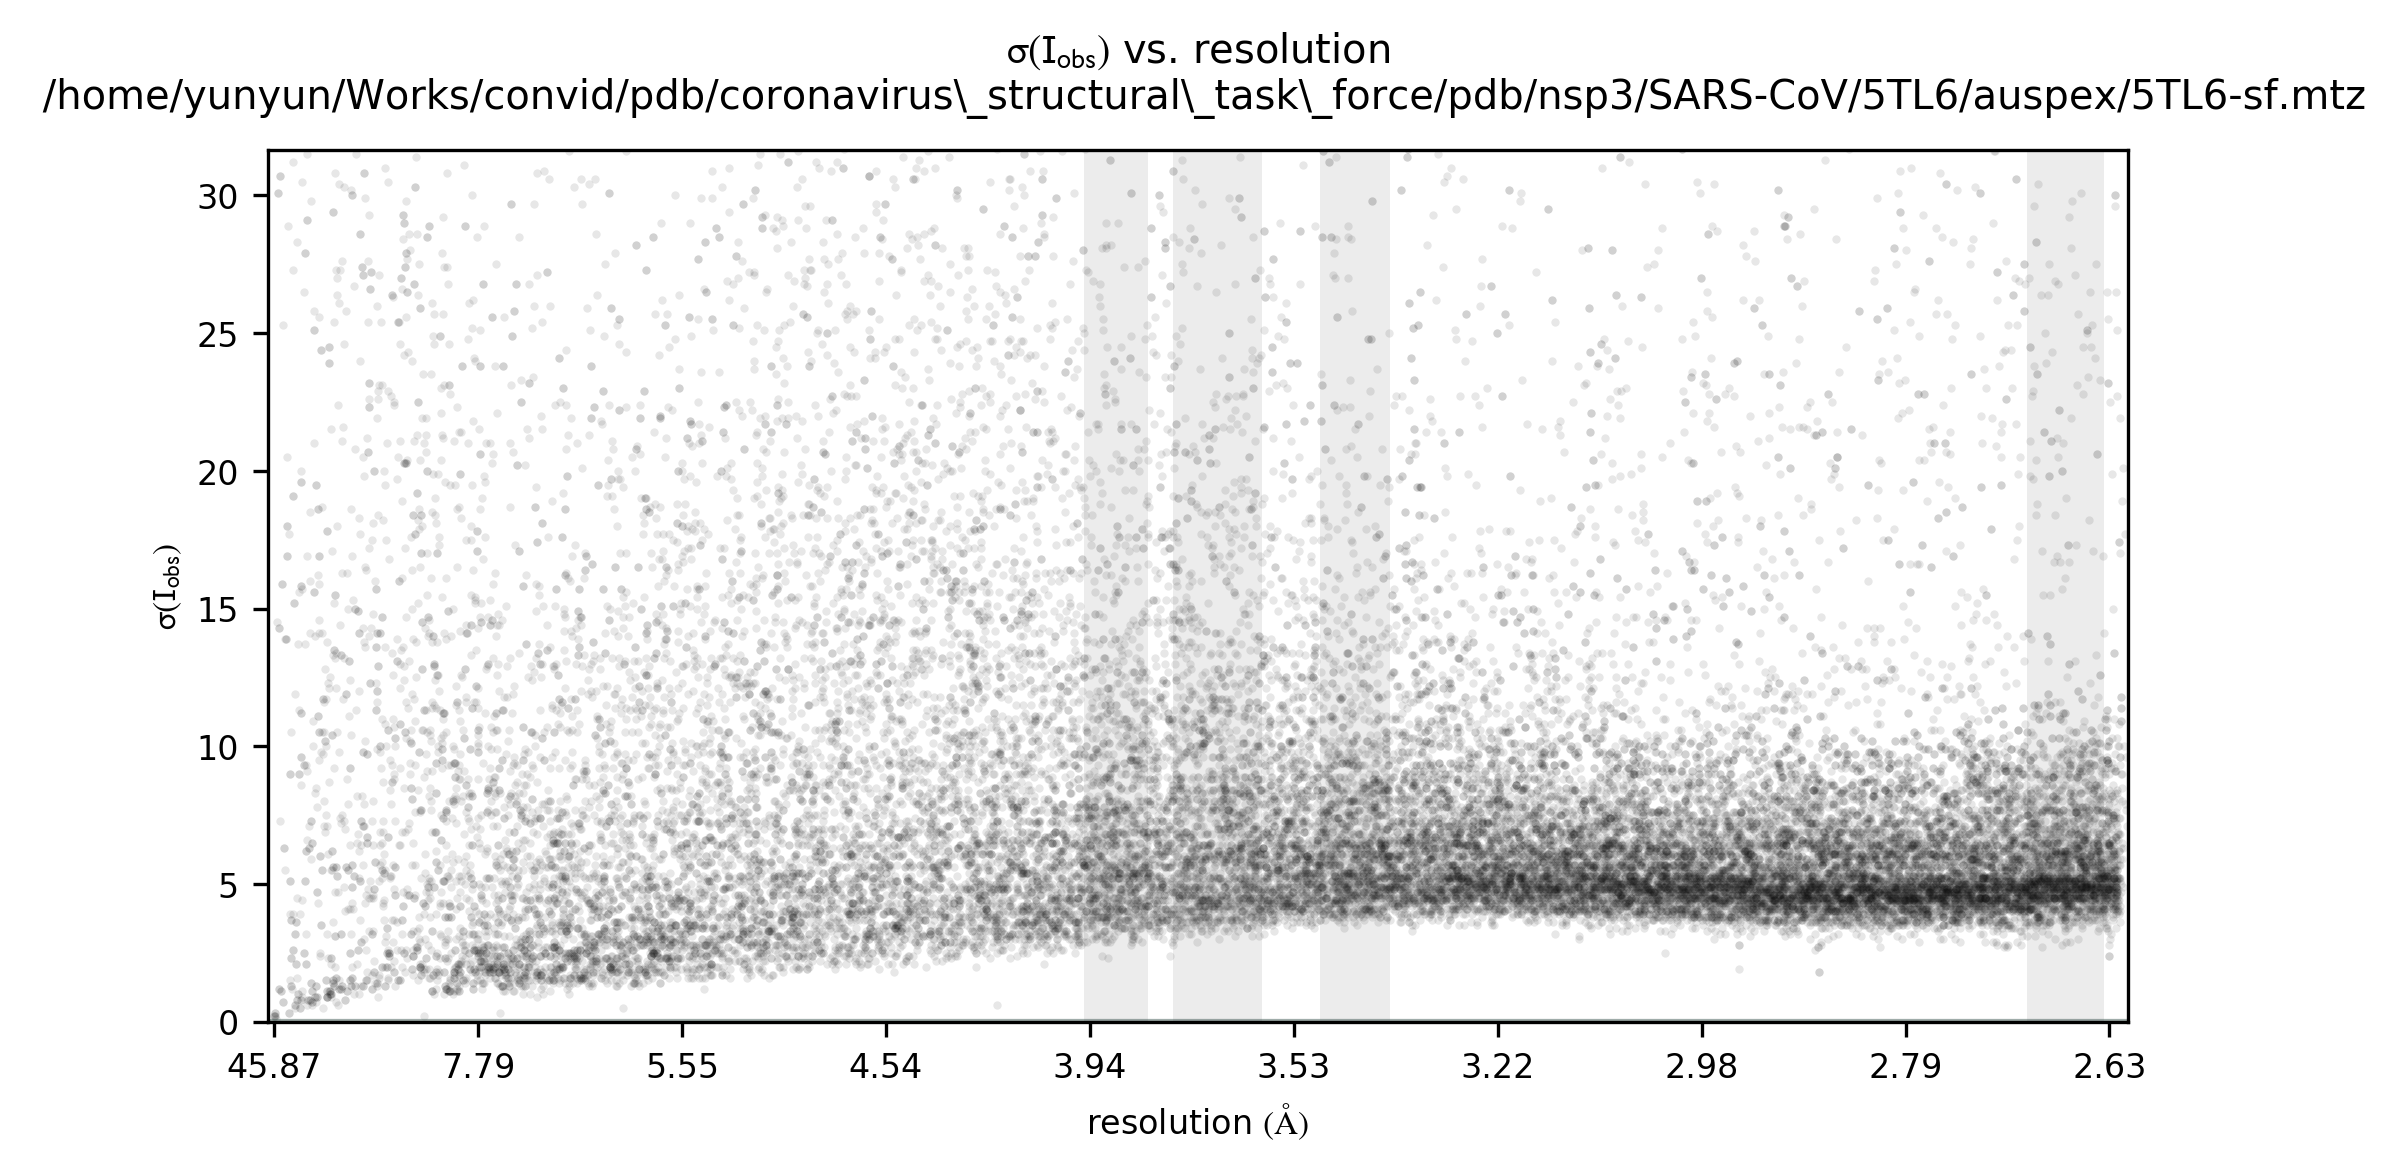 σ(I_obs) vs. resolution
/home/yunyun/Works/convid/pdb/coronavirus\_structural\_task\_force/pdb/nsp3/SARS-CoV/5TL6/auspex/5TL6-sf.mtz
σ(I_obs)
30
25
20
15
10
5
0
45.87 7.79 5.55 4.54 3.94 3.53 3.22 2.98 2.79 2.63
resolution (Å)